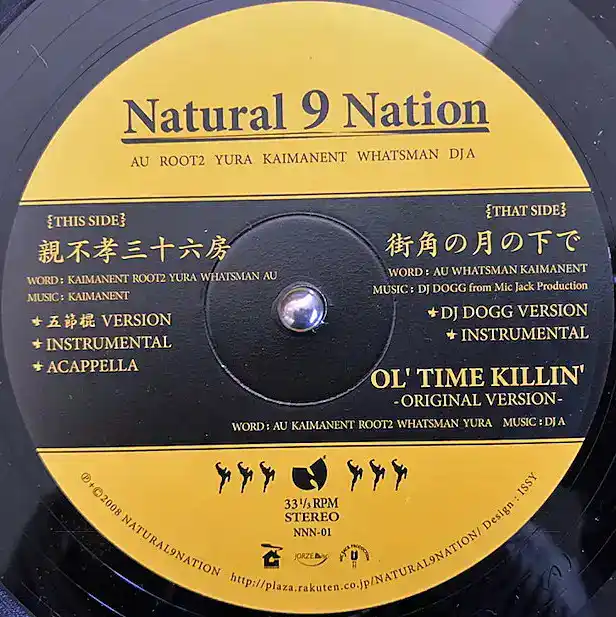 Natural 9 Nation
AU ROOT2 YURA KAIMANENT WHATSMAN DJ A
{THIS SIDE}
親不孝三十六房
WORD : KAIMANENT ROOT2 YURA WHATSMAN AU
MUSIC : KAIMANENT
五節棍 VERSION
INSTRUMENTAL
ACAPPELLA
{THAT SIDE}
街角の月の下で
WORD : AU WHATSMAN KAIMANENT
MUSIC : DJ DOGG from Mic Jack Production
DJ DOGG VERSION
INSTRUMENTAL
OL' TIME KILLIN'
-ORIGINAL VERSION-
WORD : AU KAIMANENT ROOT2 WHATSMAN YURA MUSIC : DJ A
33 1/3 RPM
STEREO
NNN-01
℗+© 2008 NATURAL9NATION http://plaza.rakuten.co.jp/NATURAL9NATION/ Design : ISSY